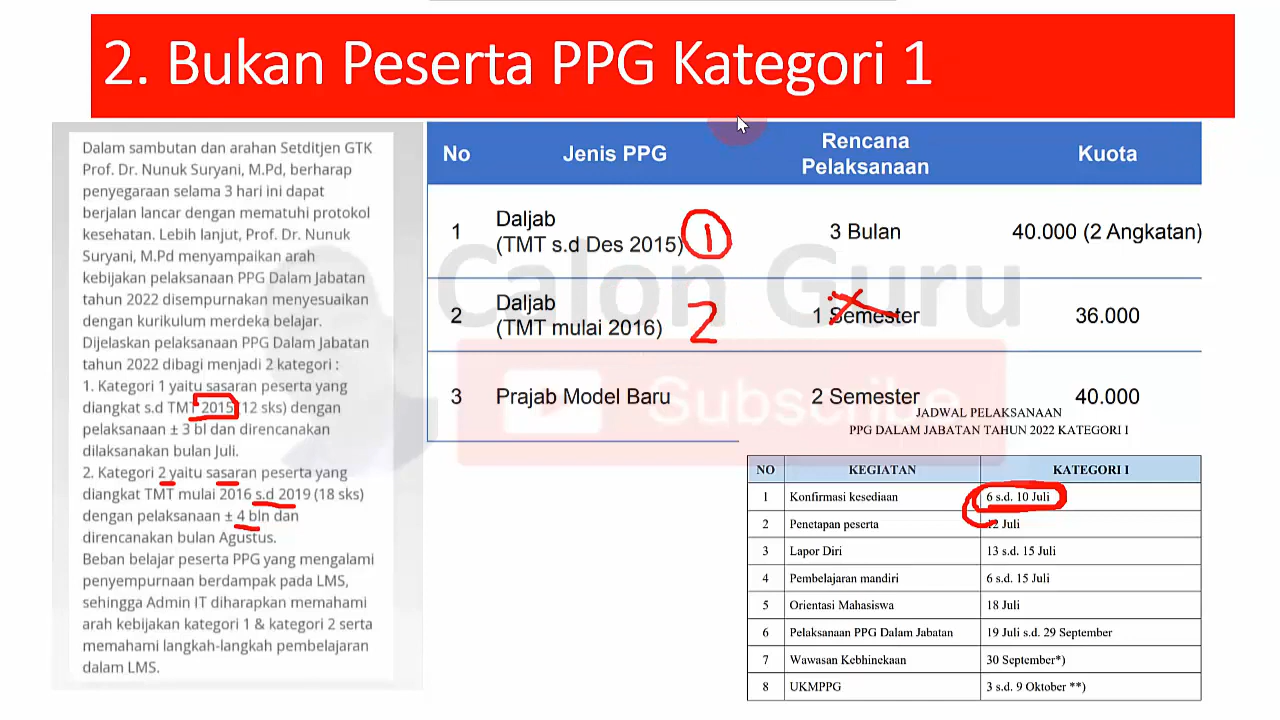 2. Bukan Peserta PPG Kategori 1
Dalam sambutan dan arahan Setditjen GTK
Prof. Dr. Nunuk Suryani, M.Pd, berharap
penyegaraan selama 3 hari ini dapat
berjalan lancar dengan mematuhi protokol
kesehatan. Lebih lanjut, Prof. Dr. Nunuk
Suryani, M.Pd menyampaikan arah
kebijakan pelaksanaan PPG Dalam Jabatan
tahun 2022 disempurnakan menyesuaikan
dengan kurikulum merdeka belajar.
Dijelaskan pelaksanaan PPG Dalam Jabatan
tahun 2022 dibagi menjadi 2 kategori :
1. Kategori 1 yaitu sasaran peserta yang
diangkat s.d TMT 2015 (12 sks) dengan
pelaksanaan ± 3 bl dan direncanakan
dilaksanakan bulan Juli.
2. Kategori 2 yaitu sasaran peserta yang
diangkat TMT mulai 2016 s.d 2019 (18 sks)
dengan pelaksanaan ± 4 bln dan
direncanakan bulan Agustus.
Beban belajar peserta PPG yang mengalami
penyempurnaan berdampak pada LMS,
sehingga Admin IT diharapkan memahami
arah kebijakan kategori 1 & kategori 2 serta
memahami langkah-langkah pembelajaran
dalam LMS.
No Jenis PPG Rencana Pelaksanaan Kuota
1 Daljab (TMT s.d Des 2015) 1 3 Bulan 40.000 (2 Angkatan)
2 Daljab (TMT mulai 2016) 2 1 Semester 36.000
3 Prajab Model Baru 2 Semester 40.000
Calon Guru
Subscribe
JADWAL PELAKSANAAN
PPG DALAM JABATAN TAHUN 2022 KATEGORI I
NO KEGIATAN KATEGORI I
1 Konfirmasi kesediaan 6 s.d. 10 Juli
2 Penetapan peserta 12 Juli
3 Lapor Diri 13 s.d. 15 Juli
4 Pembelajaran mandiri 6 s.d. 15 Juli
5 Orientasi Mahasiswa 18 Juli
6 Pelaksanaan PPG Dalam Jabatan 19 Juli s.d. 29 September
7 Wawasan Kebhinekaan 30 September*)
8 UKMPPG 3 s.d. 9 Oktober **)